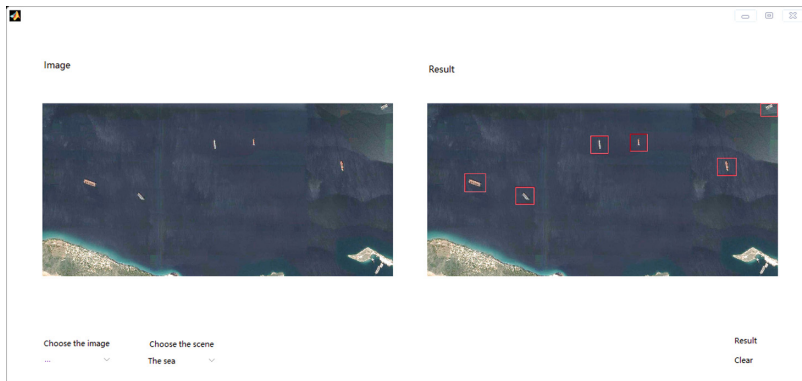 Image
Result
Choose the image
Choose the scene
...
The sea
Result
Clear